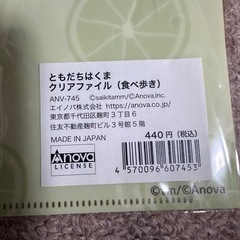 ともだちはくま
クリアファイル（食べ歩き）
ANV-745 ©saikitamm/©Anova,Inc.
エイノバ株式会社 https://anova.co.jp/
東京都千代田区麹町３丁目６
住友不動産麹町ビル３号館５階
MADE IN JAPAN 440円（税込）
Anova
LICENSE
4 570096 607453
©tm/©Anova